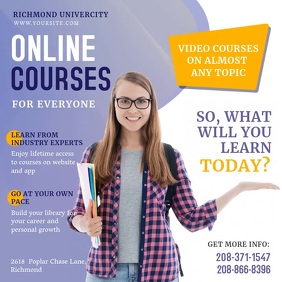 RICHMOND UNIVERCITY
WWW.YOURSITE.COM
ONLINE
COURSES
FOR EVERYONE
VIDEO COURSES
ON ALMOST
ANY TOPIC
SO, WHAT
WILL YOU
LEARN
TODAY?
LEARN FROM
INDUSTRY EXPERTS
Enjoy lifetime access
to courses on website
and app
GO AT YOUR OWN
PACE
Build your library for
your career and
personal growth
2618 Poplar Chase Lane,
Richmond
GET MORE INFO:
208-371-1547
208-866-8396